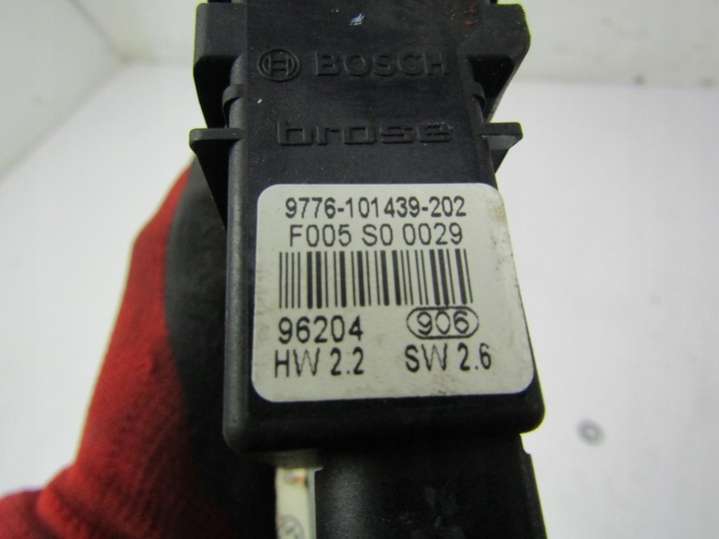 BOSCH
brose
9776-101439-202
F005 S0 0029
96204 906
HW 2.2 SW 2.6